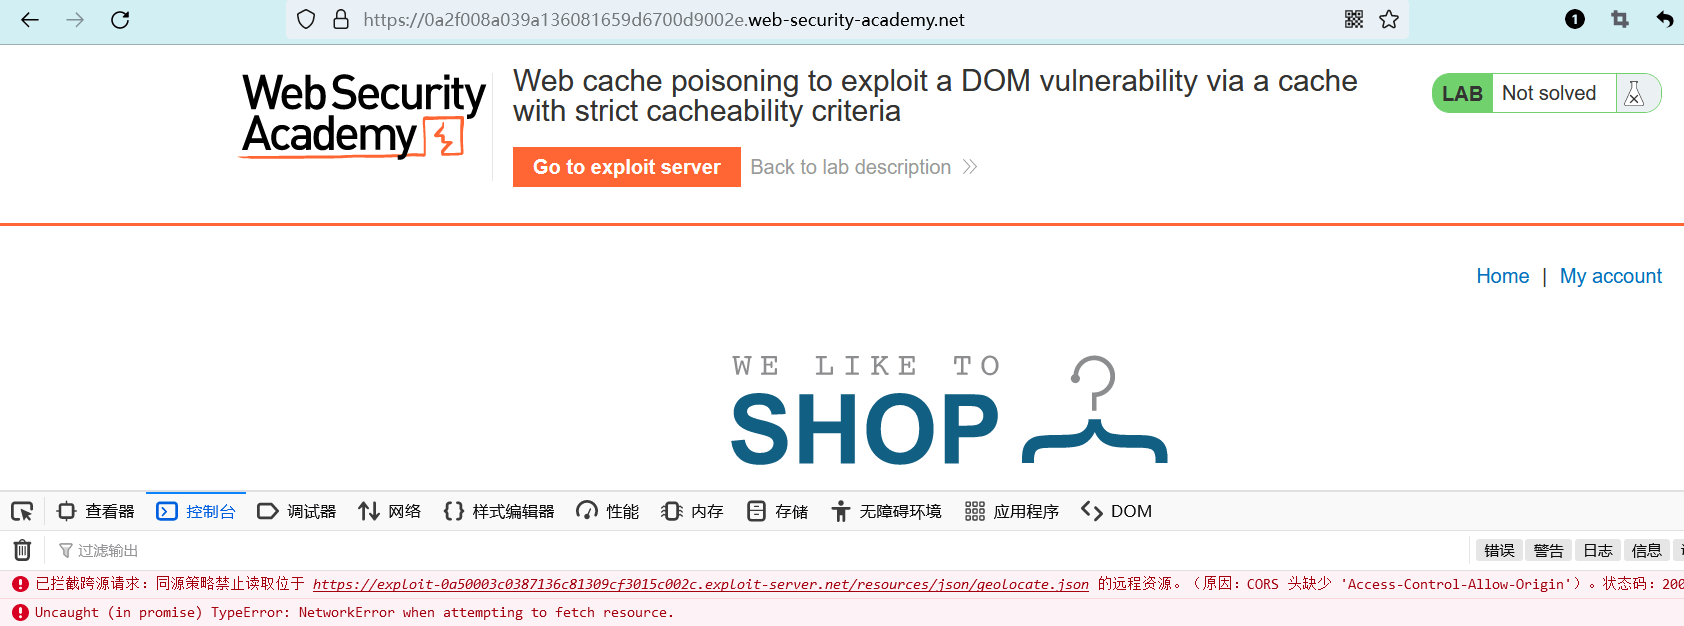 https://0a2f008a039a136081659d6700d9002e.web-security-academy.net
1
Web Security
Academy
Web cache poisoning to exploit a DOM vulnerability via a cache
with strict cacheability criteria
LAB Not solved
Go to exploit server
Back to lab description
Home | My account
WE LIKE TO
SHOP
查看器 控制台 调试器 网络 样式编辑器 性能 内存 存储 无障碍环境 应用程序 DOM
过滤输出 错误 警告 日志 信息
已拦截跨源请求：同源策略禁止读取位于 https://exploit-0a50003c0387136c81309cf3015c002c.exploit-server.net/resources/json/geolocate.json 的远程资源。（原因：CORS 头缺少 'Access-Control-Allow-Origin'）。状态码：200
Uncaught (in promise) TypeError: NetworkError when attempting to fetch resource.